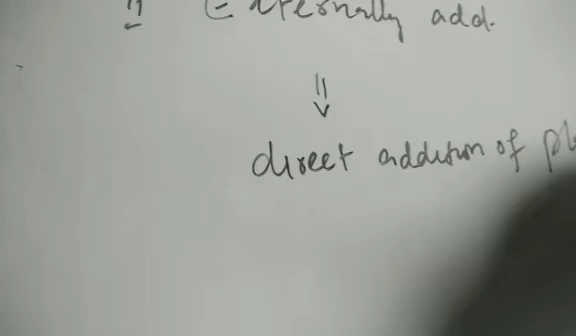 Externally add.
⇓
direct addition of